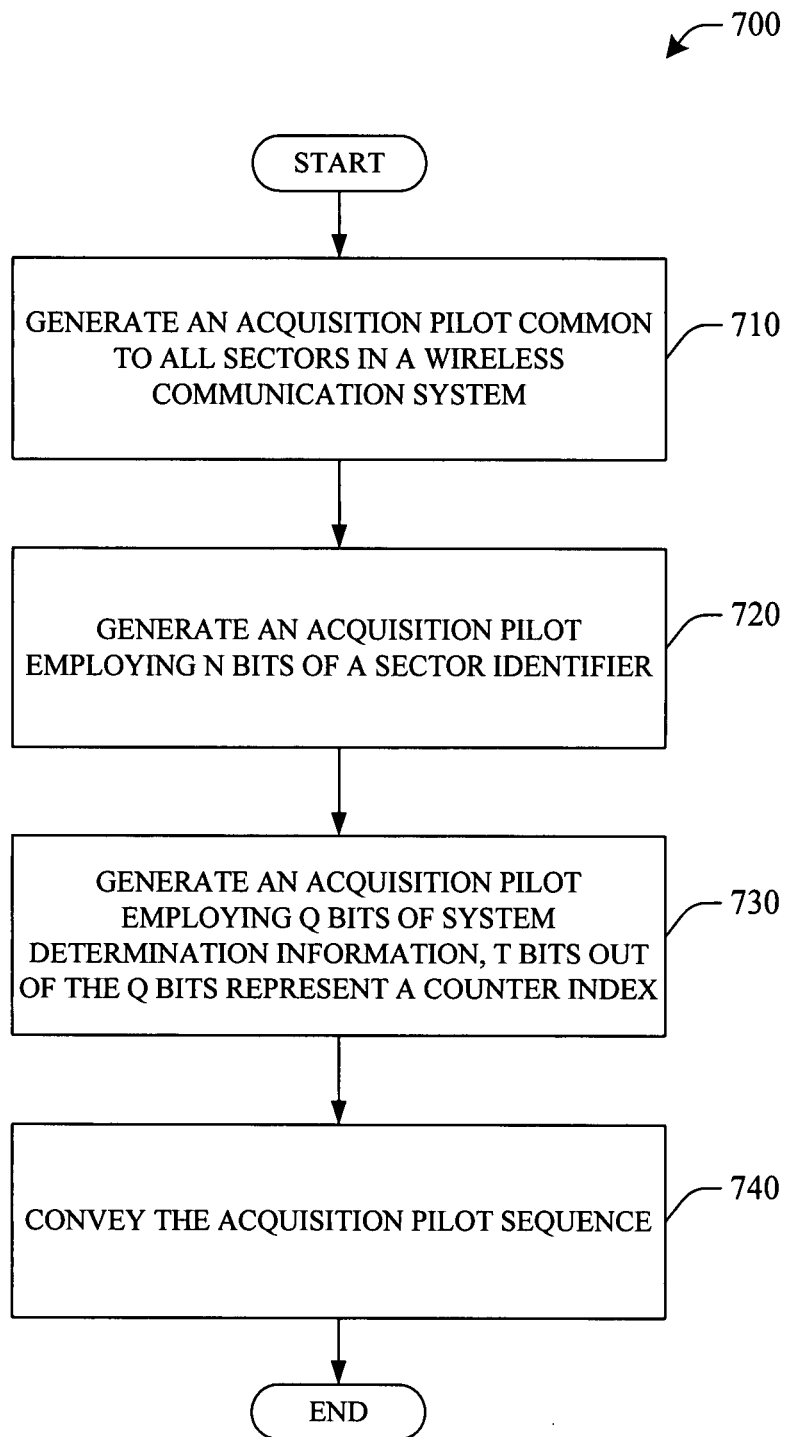 700
START
GENERATE AN ACQUISITION PILOT COMMON
TO ALL SECTORS IN A WIRELESS
COMMUNICATION SYSTEM
710
GENERATE AN ACQUISITION PILOT
EMPLOYING N BITS OF A SECTOR IDENTIFIER
720
GENERATE AN ACQUISITION PILOT
EMPLOYING Q BITS OF SYSTEM
DETERMINATION INFORMATION, T BITS OUT
OF THE Q BITS REPRESENT A COUNTER INDEX
730
CONVEY THE ACQUISITION PILOT SEQUENCE
740
END